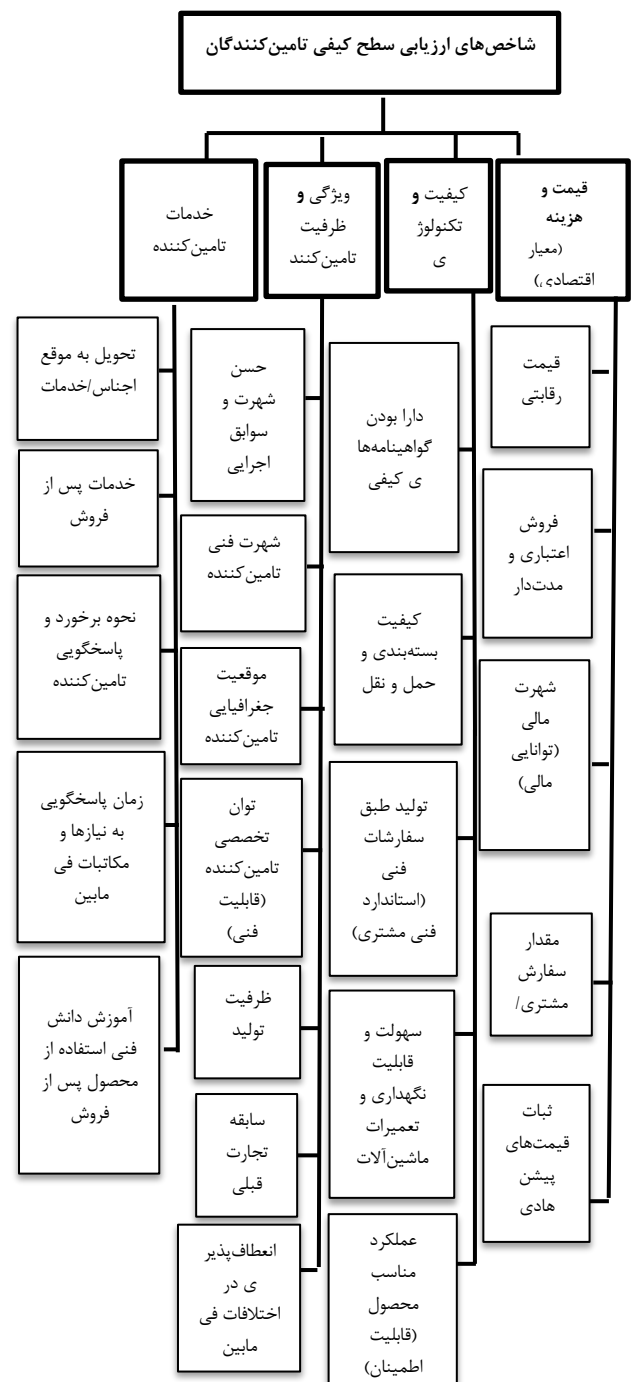 شاخص‌های ارزیابی سطح کیفی تامین‌کنندگان
قیمت و
هزینه
(معیار
اقتصادی)
قیمت
رقابتی
فروش
اعتباری و
مدت‌دار
شهرت
مالی
(توانایی
مالی)
مقدار
سفارش
مشتری/
ثبات
قیمت‌های
پیشن
هادی
کیفیت و
تکنولوژ
ی
دارا بودن
گواهینامه‌ها
ی کیفی
کیفیت
بسته‌بندی و
حمل و نقل
تولید طبق
سفارشات
فنی
(استاندارد
فنی مشتری)
سهولت و
قابلیت
نگهداری و
تعمیرات
ماشین‌آلات
عملکرد
مناسب
محصول
(قابلیت
اطمینان)
ویژگی و
ظرفیت
تامین‌کنند
حسن
شهرت و
سوابق
اجرایی
شهرت فنی
تامین‌کننده
موقعیت
جغرافیایی
تامین‌کننده
توان
تخصصی
تامین‌کننده
(قابلیت
فنی)
ظرفیت
تولید
سابقه
تجارت
قبلی
انعطاف‌پذیر
ی در
اختلافات فی
مابین
خدمات
تامین‌کننده
تحویل به موقع
اجناس/خدمات
خدمات پس از
فروش
نحوه برخورد و
پاسخگویی
تامین‌کننده
زمان پاسخگویی
به نیازها و
مکاتبات فی
مابین
آموزش دانش
فنی استفاده از
محصول پس از
فروش